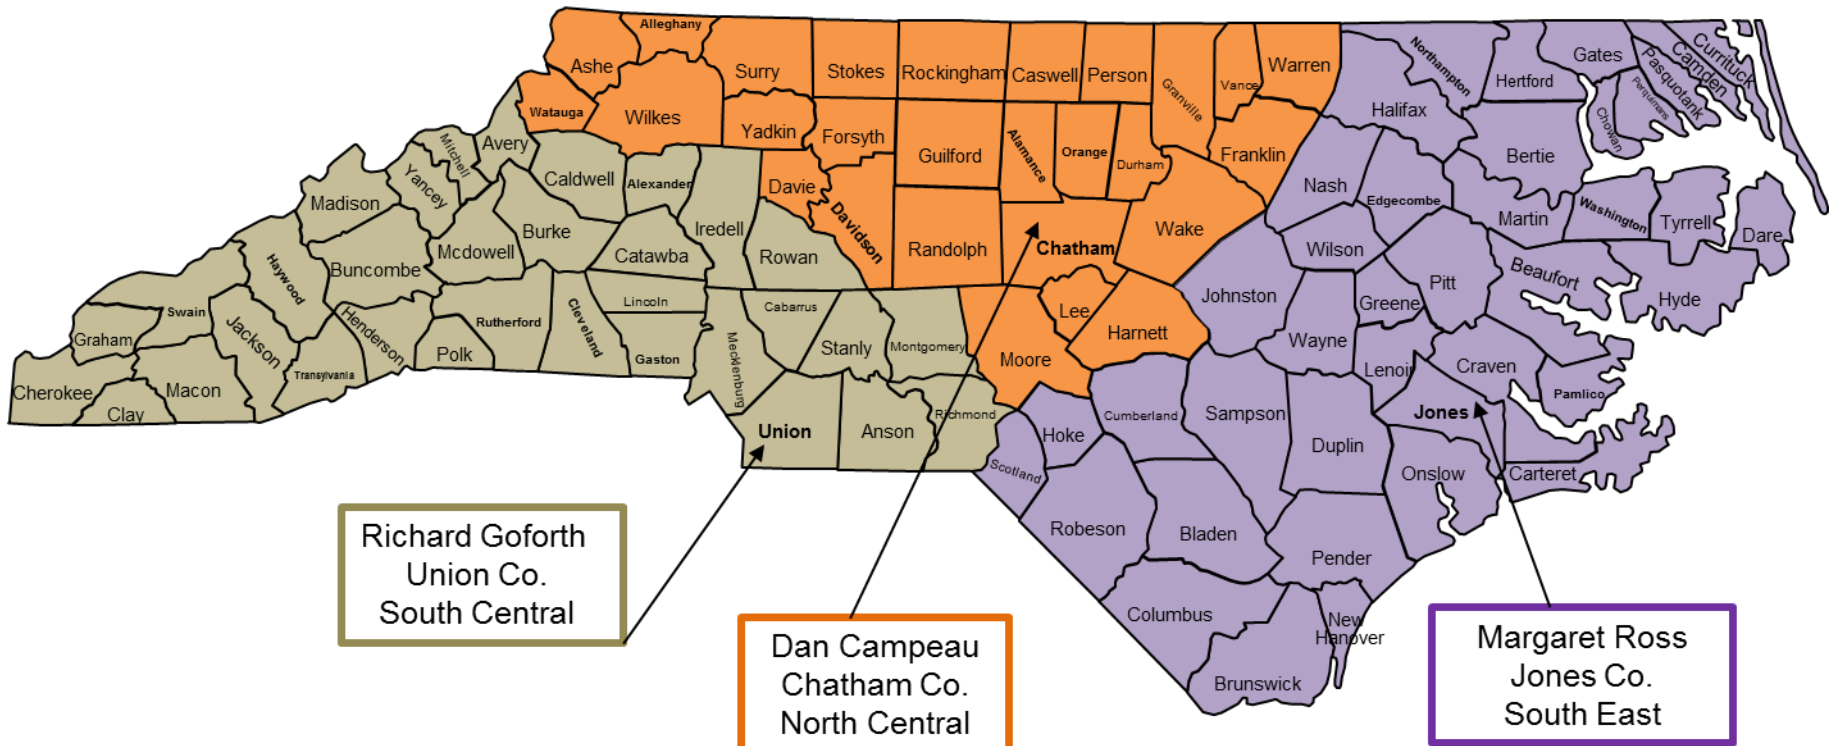 Alleghany
Ashe
Surry
Stokes
Rockingham
Caswell
Person
Granville
Vance
Warren
Northampton
Hertford
Gates
Currituck
Camden
Pasquotank
Perquimans
Chowan
Watauga
Wilkes
Yadkin
Forsyth
Guilford
Alamance
Orange
Durham
Franklin
Halifax
Bertie
Mitchell
Avery
Yancey
Caldwell
Alexander
Iredell
Davie
Davidson
Randolph
Chatham
Wake
Nash
Edgecombe
Martin
Washington
Tyrrell
Dare
Madison
Mcdowell
Burke
Catawba
Rowan
Wilson
Pitt
Beaufort
Hyde
Haywood
Buncombe
Swain
Graham
Jackson
Henderson
Rutherford
Cleveland
Lincoln
Gaston
Mecklenburg
Cabarrus
Stanly
Montgomery
Moore
Lee
Harnett
Johnston
Greene
Wayne
Lenoir
Craven
Pamlico
Cherokee
Clay
Macon
Transylvania
Polk
Union
Anson
Richmond
Scotland
Hoke
Cumberland
Sampson
Duplin
Jones
Onslow
Carteret
Robeson
Bladen
Pender
Columbus
New
Hanover
Brunswick
Richard Goforth
Union Co.
South Central
Dan Campeau
Chatham Co.
North Central
Margaret Ross
Jones Co.
South East